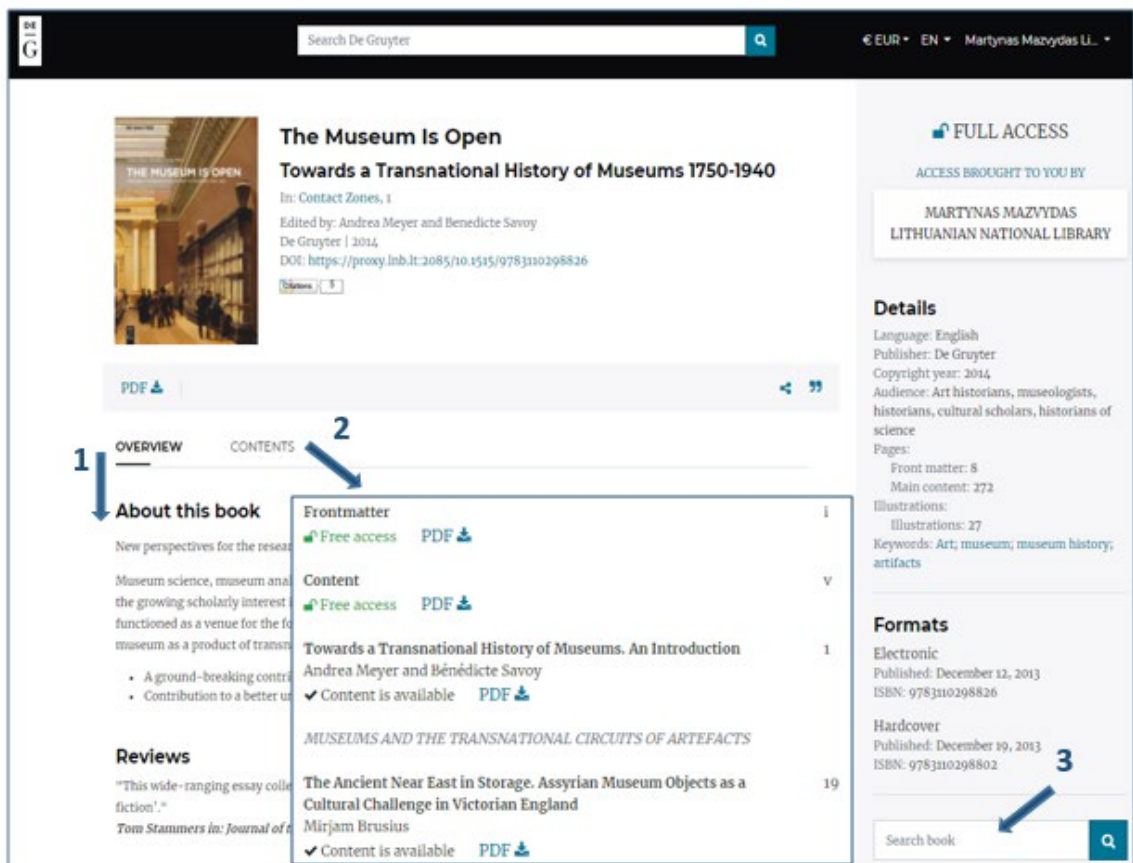 DE
G
Search De Gruyter
€ EUR
EN
Martynas Mazvydas Li...
THE MUSEUM IS OPEN
The Museum Is Open
Towards a Transnational History of Museums 1750-1940
In: Contact Zones, 1
Edited by: Andrea Meyer and Benedicte Savoy
De Gruyter | 2014
DOI: https://proxy.lnb.lt:2085/10.1515/9783110298826
Citations 5
PDF
1
OVERVIEW
CONTENTS
2
About this book
New perspectives for the resear
Museum science, museum anal
the growing scholarly interest i
functioned as a venue for the fo
museum as a product of transn
• A ground-breaking contri
• Contribution to a better un
Reviews
"This wide-ranging essay colle
fiction'."
Tom Stammers in: Journal of t
Frontmatter i
Free access PDF
Content v
Free access PDF
Towards a Transnational History of Museums. An Introduction 1
Andrea Meyer and Bénédicte Savoy
✓ Content is available PDF
MUSEUMS AND THE TRANSNATIONAL CIRCUITS OF ARTEFACTS
The Ancient Near East in Storage. Assyrian Museum Objects as a 19
Cultural Challenge in Victorian England
Mirjam Brusius
✓ Content is available PDF
FULL ACCESS
ACCESS BROUGHT TO YOU BY
MARTYNAS MAZVYDAS
LITHUANIAN NATIONAL LIBRARY
Details
Language: English
Publisher: De Gruyter
Copyright year: 2014
Audience: Art historians, museologists,
historians, cultural scholars, historians of
science
Pages:
Front matter: 8
Main content: 272
Illustrations:
Illustrations: 27
Keywords: Art; museum; museum history;
artifacts
Formats
Electronic
Published: December 12, 2013
ISBN: 9783110298826
Hardcover
Published: December 19, 2013
ISBN: 9783110298802
3
Search book